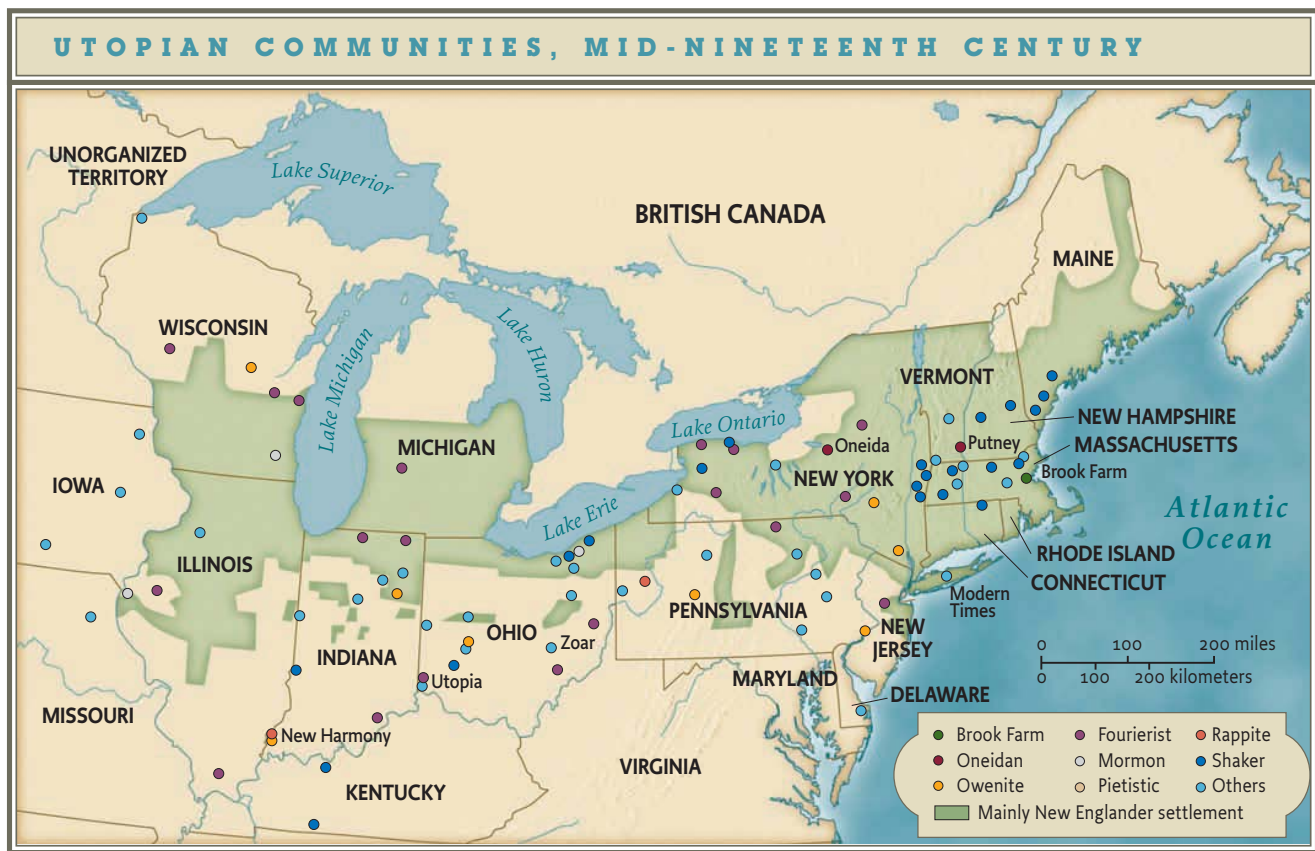 UTOPIAN COMMUNITIES, MID-NINETEENTH CENTURY
UNORGANIZED
TERRITORY
Lake Superior
BRITISH CANADA
MAINE
WISCONSIN
Lake Michigan
Lake Huron
VERMONT
Lake Ontario
NEW HAMPSHIRE
MICHIGAN
Oneida
Putney
MASSACHUSETTS
IOWA
NEW YORK
Brook Farm
Lake Erie
Atlantic
Ocean
ILLINOIS
RHODE ISLAND
CONNECTICUT
Modern
Times
PENNSYLVANIA
OHIO
Zoar
NEW
JERSEY
INDIANA
Utopia
MARYLAND
DELAWARE
0 100 200 miles
0 100 200 kilometers
MISSOURI
New Harmony
VIRGINIA
KENTUCKY
Brook Farm
Fourierist
Rappite
Oneidan
Mormon
Shaker
Owenite
Pietistic
Others
Mainly New Englander settlement